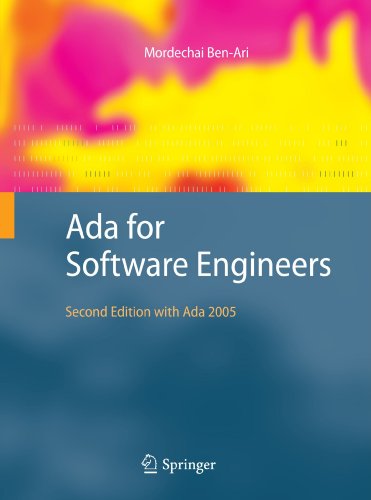 Mordechai Ben-Ari
Ada for
Software Engineers
Second Edition with Ada 2005
Springer